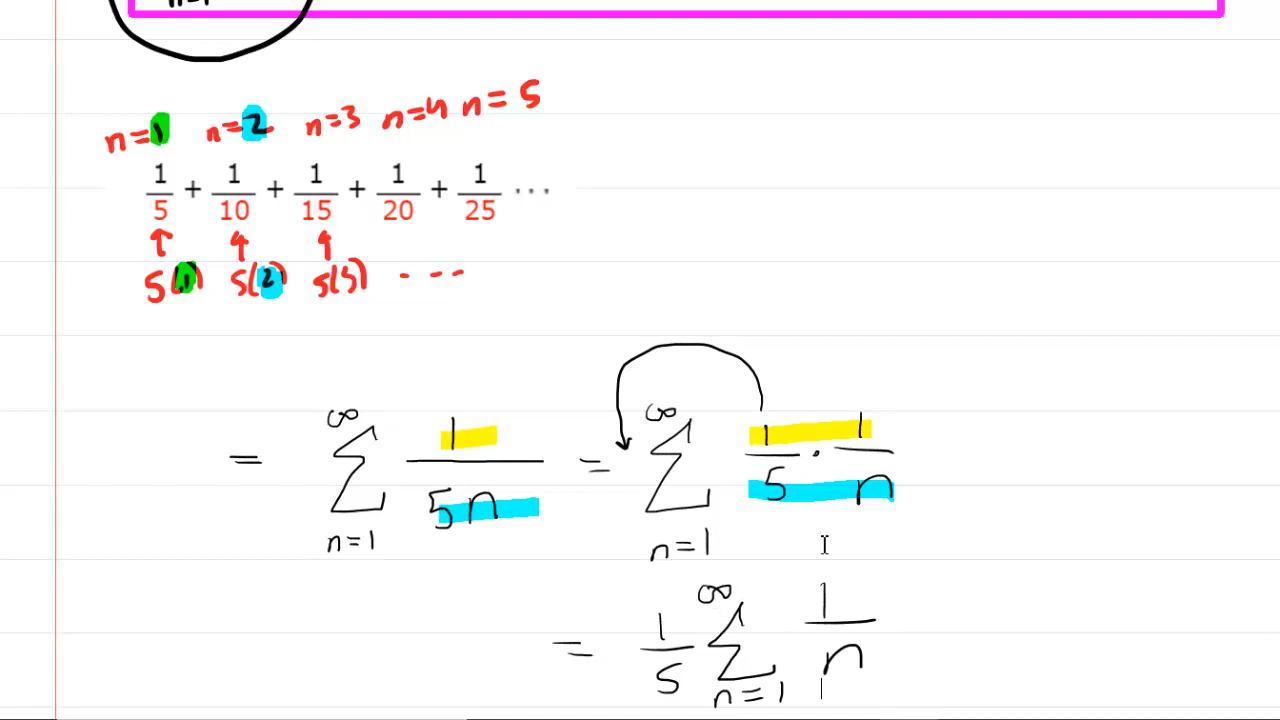 n=1 n=2 n=3 n=4 n=5
1/5 + 1/10 + 1/15 + 1/20 + 1/25 ...
5(1) 5(2) 5(3) ...
= ∑_{n=1}^{∞} 1/5n = ∑_{n=1}^{∞} 1/5 · 1/n
= 1/5 ∑_{n=1}^{∞} 1/n